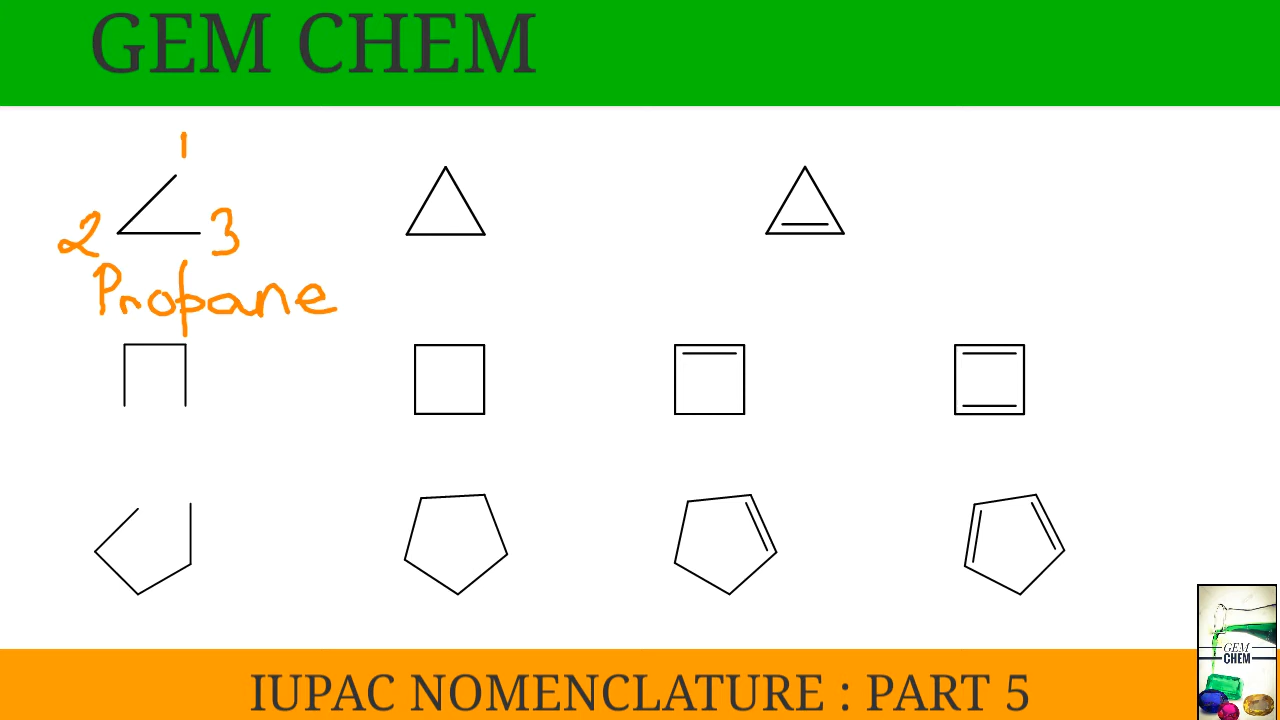 GEM CHEM
1
2
3
Propane
GEM
CHEM
IUPAC NOMENCLATURE : PART 5